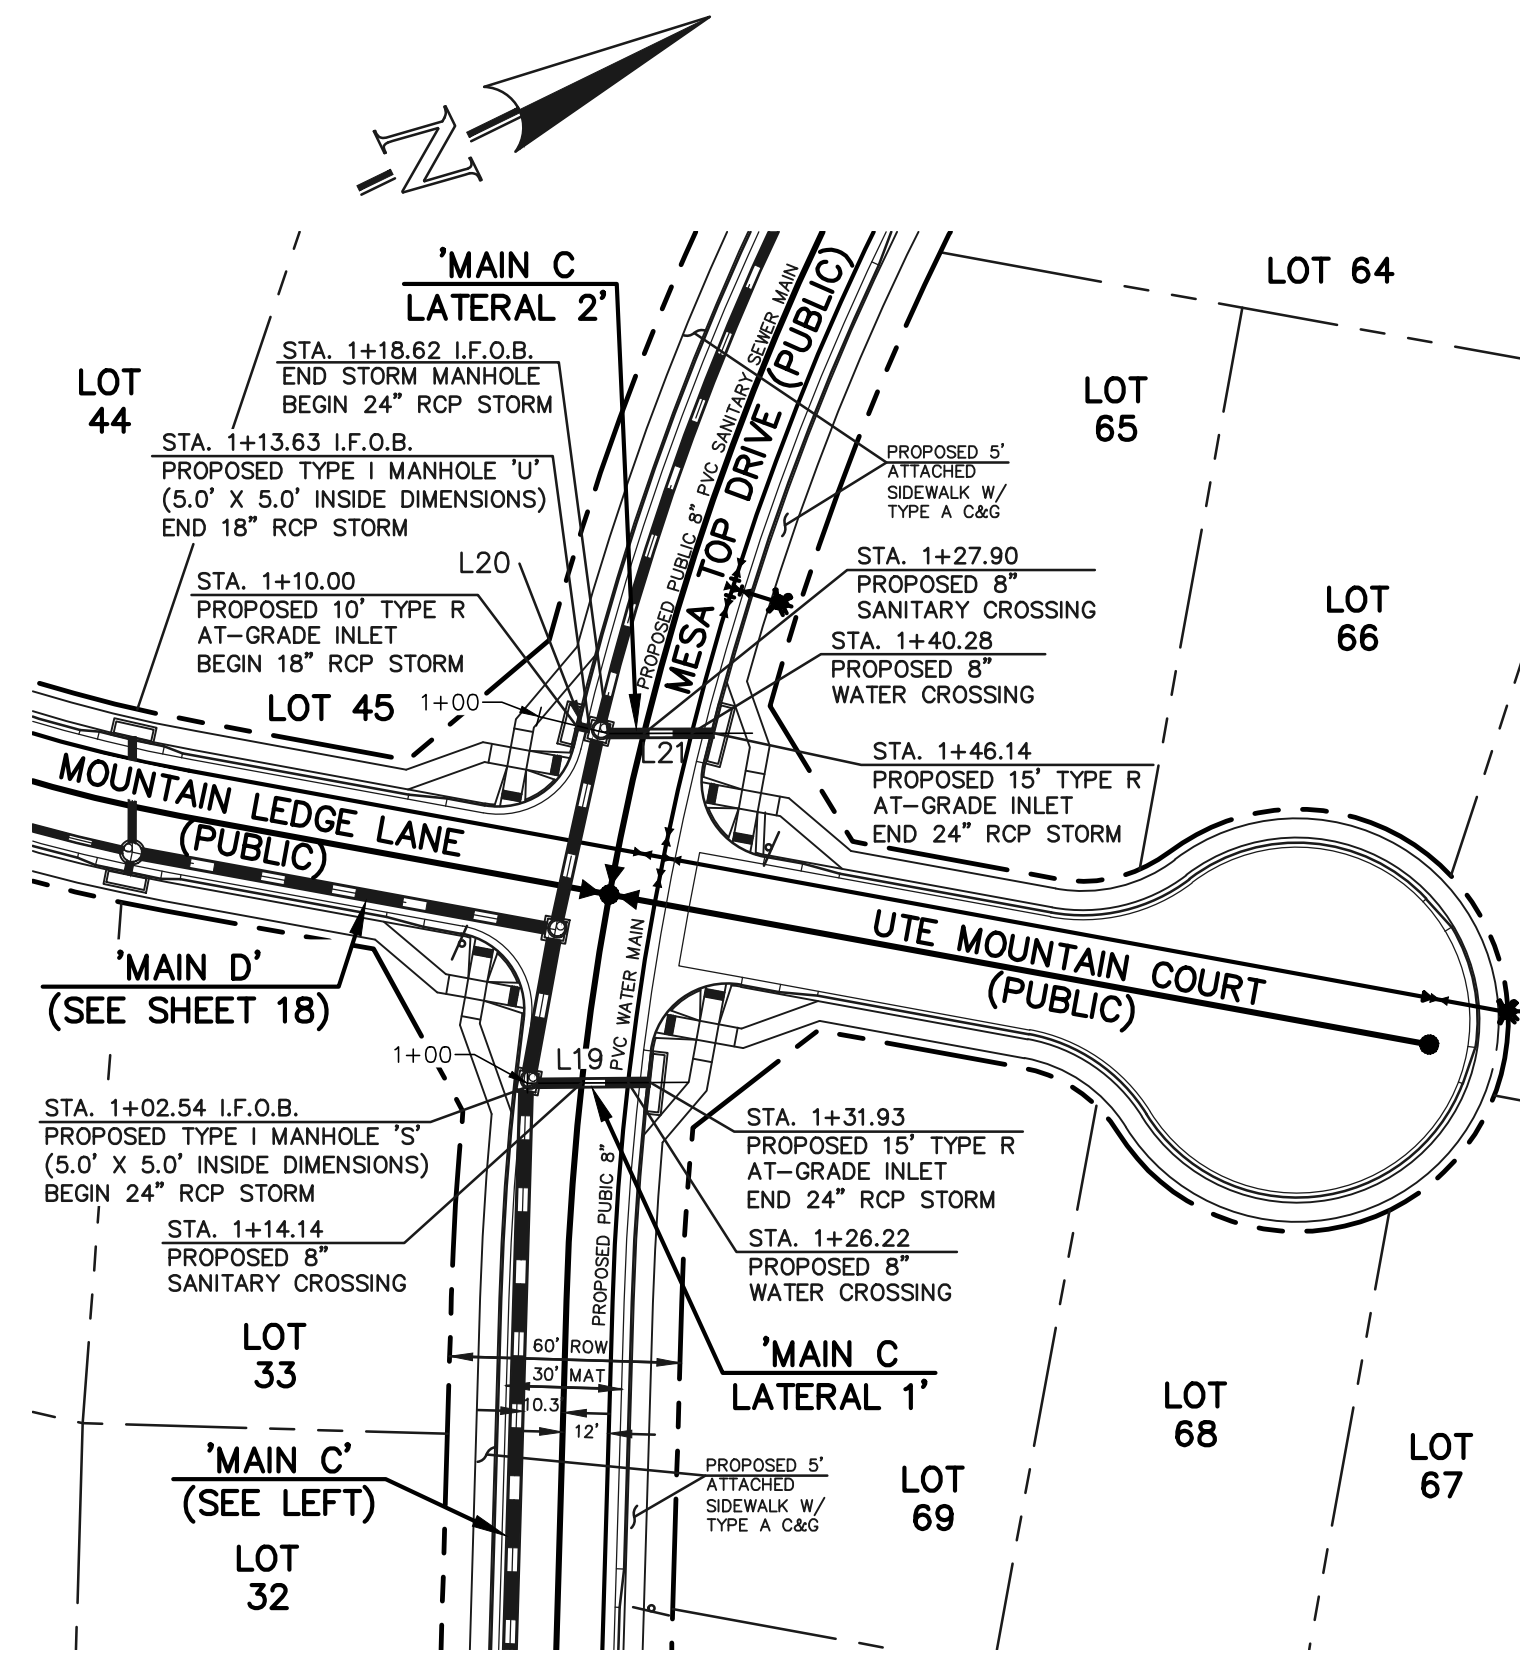 N
'MAIN C
LATERAL 2'
LOT 64
STA. 1+18.62 I.F.O.B.
END STORM MANHOLE
BEGIN 24" RCP STORM
LOT
44
STA. 1+13.63 I.F.O.B.
PROPOSED TYPE I MANHOLE 'U'
(5.0' X 5.0' INSIDE DIMENSIONS)
END 18" RCP STORM
L20
STA. 1+10.00
PROPOSED 10' TYPE R
AT-GRADE INLET
BEGIN 18" RCP STORM
LOT 45
1+00
PROPOSED PUBLIC 8" PVC SANITARY SEWER MAIN
MESA TOP DRIVE (PUBLIC)
LOT
65
PROPOSED 5'
ATTACHED
SIDEWALK W/
TYPE A C&G
STA. 1+27.90
PROPOSED 8"
SANITARY CROSSING
STA. 1+40.28
PROPOSED 8"
WATER CROSSING
LOT
66
L21
STA. 1+46.14
PROPOSED 15' TYPE R
AT-GRADE INLET
END 24" RCP STORM
MOUNTAIN LEDGE LANE
(PUBLIC)
UTE MOUNTAIN COURT
(PUBLIC)
'MAIN D'
(SEE SHEET 18)
1+00
L19
PROPOSED PUBIC 8" PVC WATER MAIN
STA. 1+02.54 I.F.O.B.
PROPOSED TYPE I MANHOLE 'S'
(5.0' X 5.0' INSIDE DIMENSIONS)
BEGIN 24" RCP STORM
STA. 1+14.14
PROPOSED 8"
SANITARY CROSSING
STA. 1+31.93
PROPOSED 15' TYPE R
AT-GRADE INLET
END 24" RCP STORM
STA. 1+26.22
PROPOSED 8"
WATER CROSSING
LOT
33
60' ROW
30' MAT
10.3
12'
'MAIN C
LATERAL 1'
'MAIN C'
(SEE LEFT)
PROPOSED 5'
ATTACHED
SIDEWALK W/
TYPE A C&G
LOT
32
LOT
69
LOT
68
LOT
67